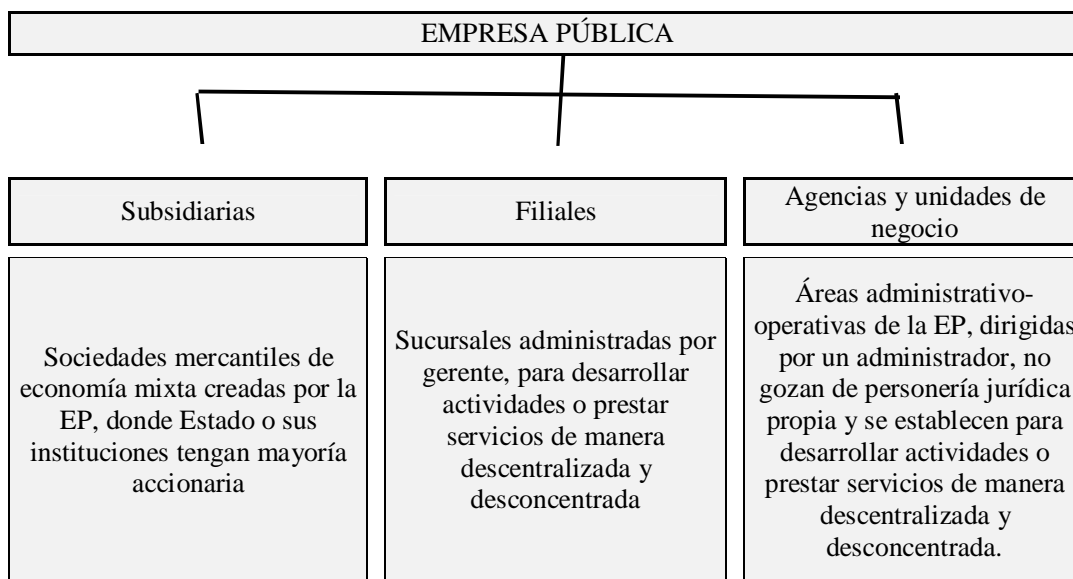 EMPRESA PÚBLICA
Subsidiarias
Filiales
Agencias y unidades de
negocio
Sociedades mercantiles de
economía mixta creadas por la
EP, donde Estado o sus
instituciones tengan mayoría
accionaria
Sucursales administradas por
gerente, para desarrollar
actividades o prestar
servicios de manera
descentralizada y
desconcentrada
Áreas administrativo-
operativas de la EP, dirigidas
por un administrador, no
gozan de personería jurídica
propia y se establecen para
desarrollar actividades o
prestar servicios de manera
descentralizada y
desconcentrada.